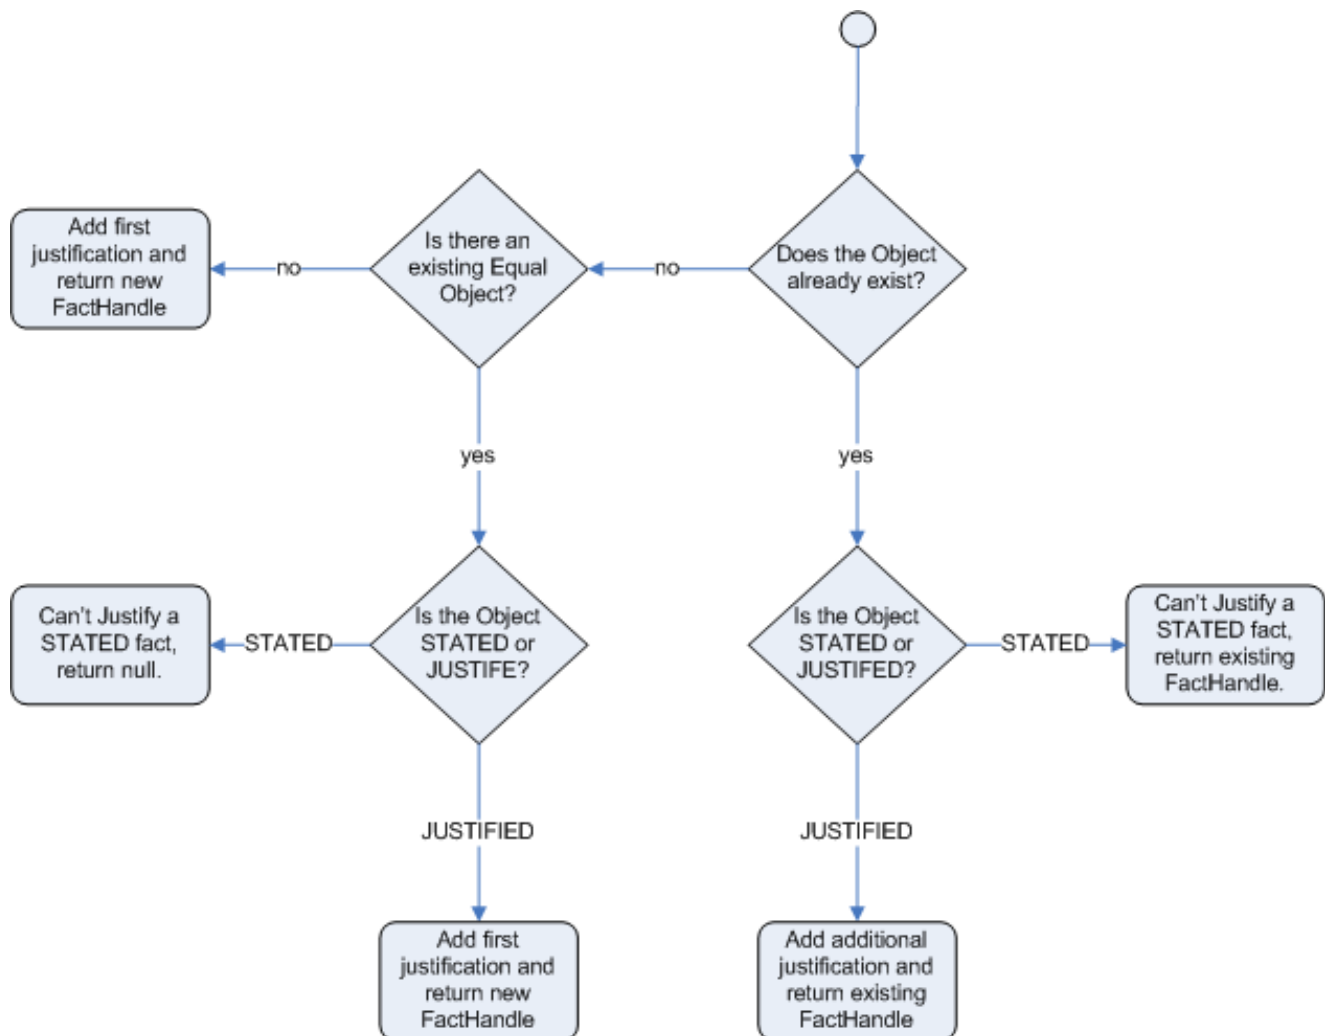 Add first
justification and
return new
FactHandle
no
Is there an
existing Equal
Object?
no
Does the Object
already exist?
yes
yes
Can't Justify a
STATED fact,
return null.
STATED
Is the Object
STATED or
JUSTIFE?
Is the Object
STATED or
JUSTIFED?
STATED
Can't Justify a
STATED fact,
return existing
FactHandle.
JUSTIFIED
JUSTIFIED
Add first
justification and
return new
FactHandle
Add additional
justification and
return existing
FactHandle